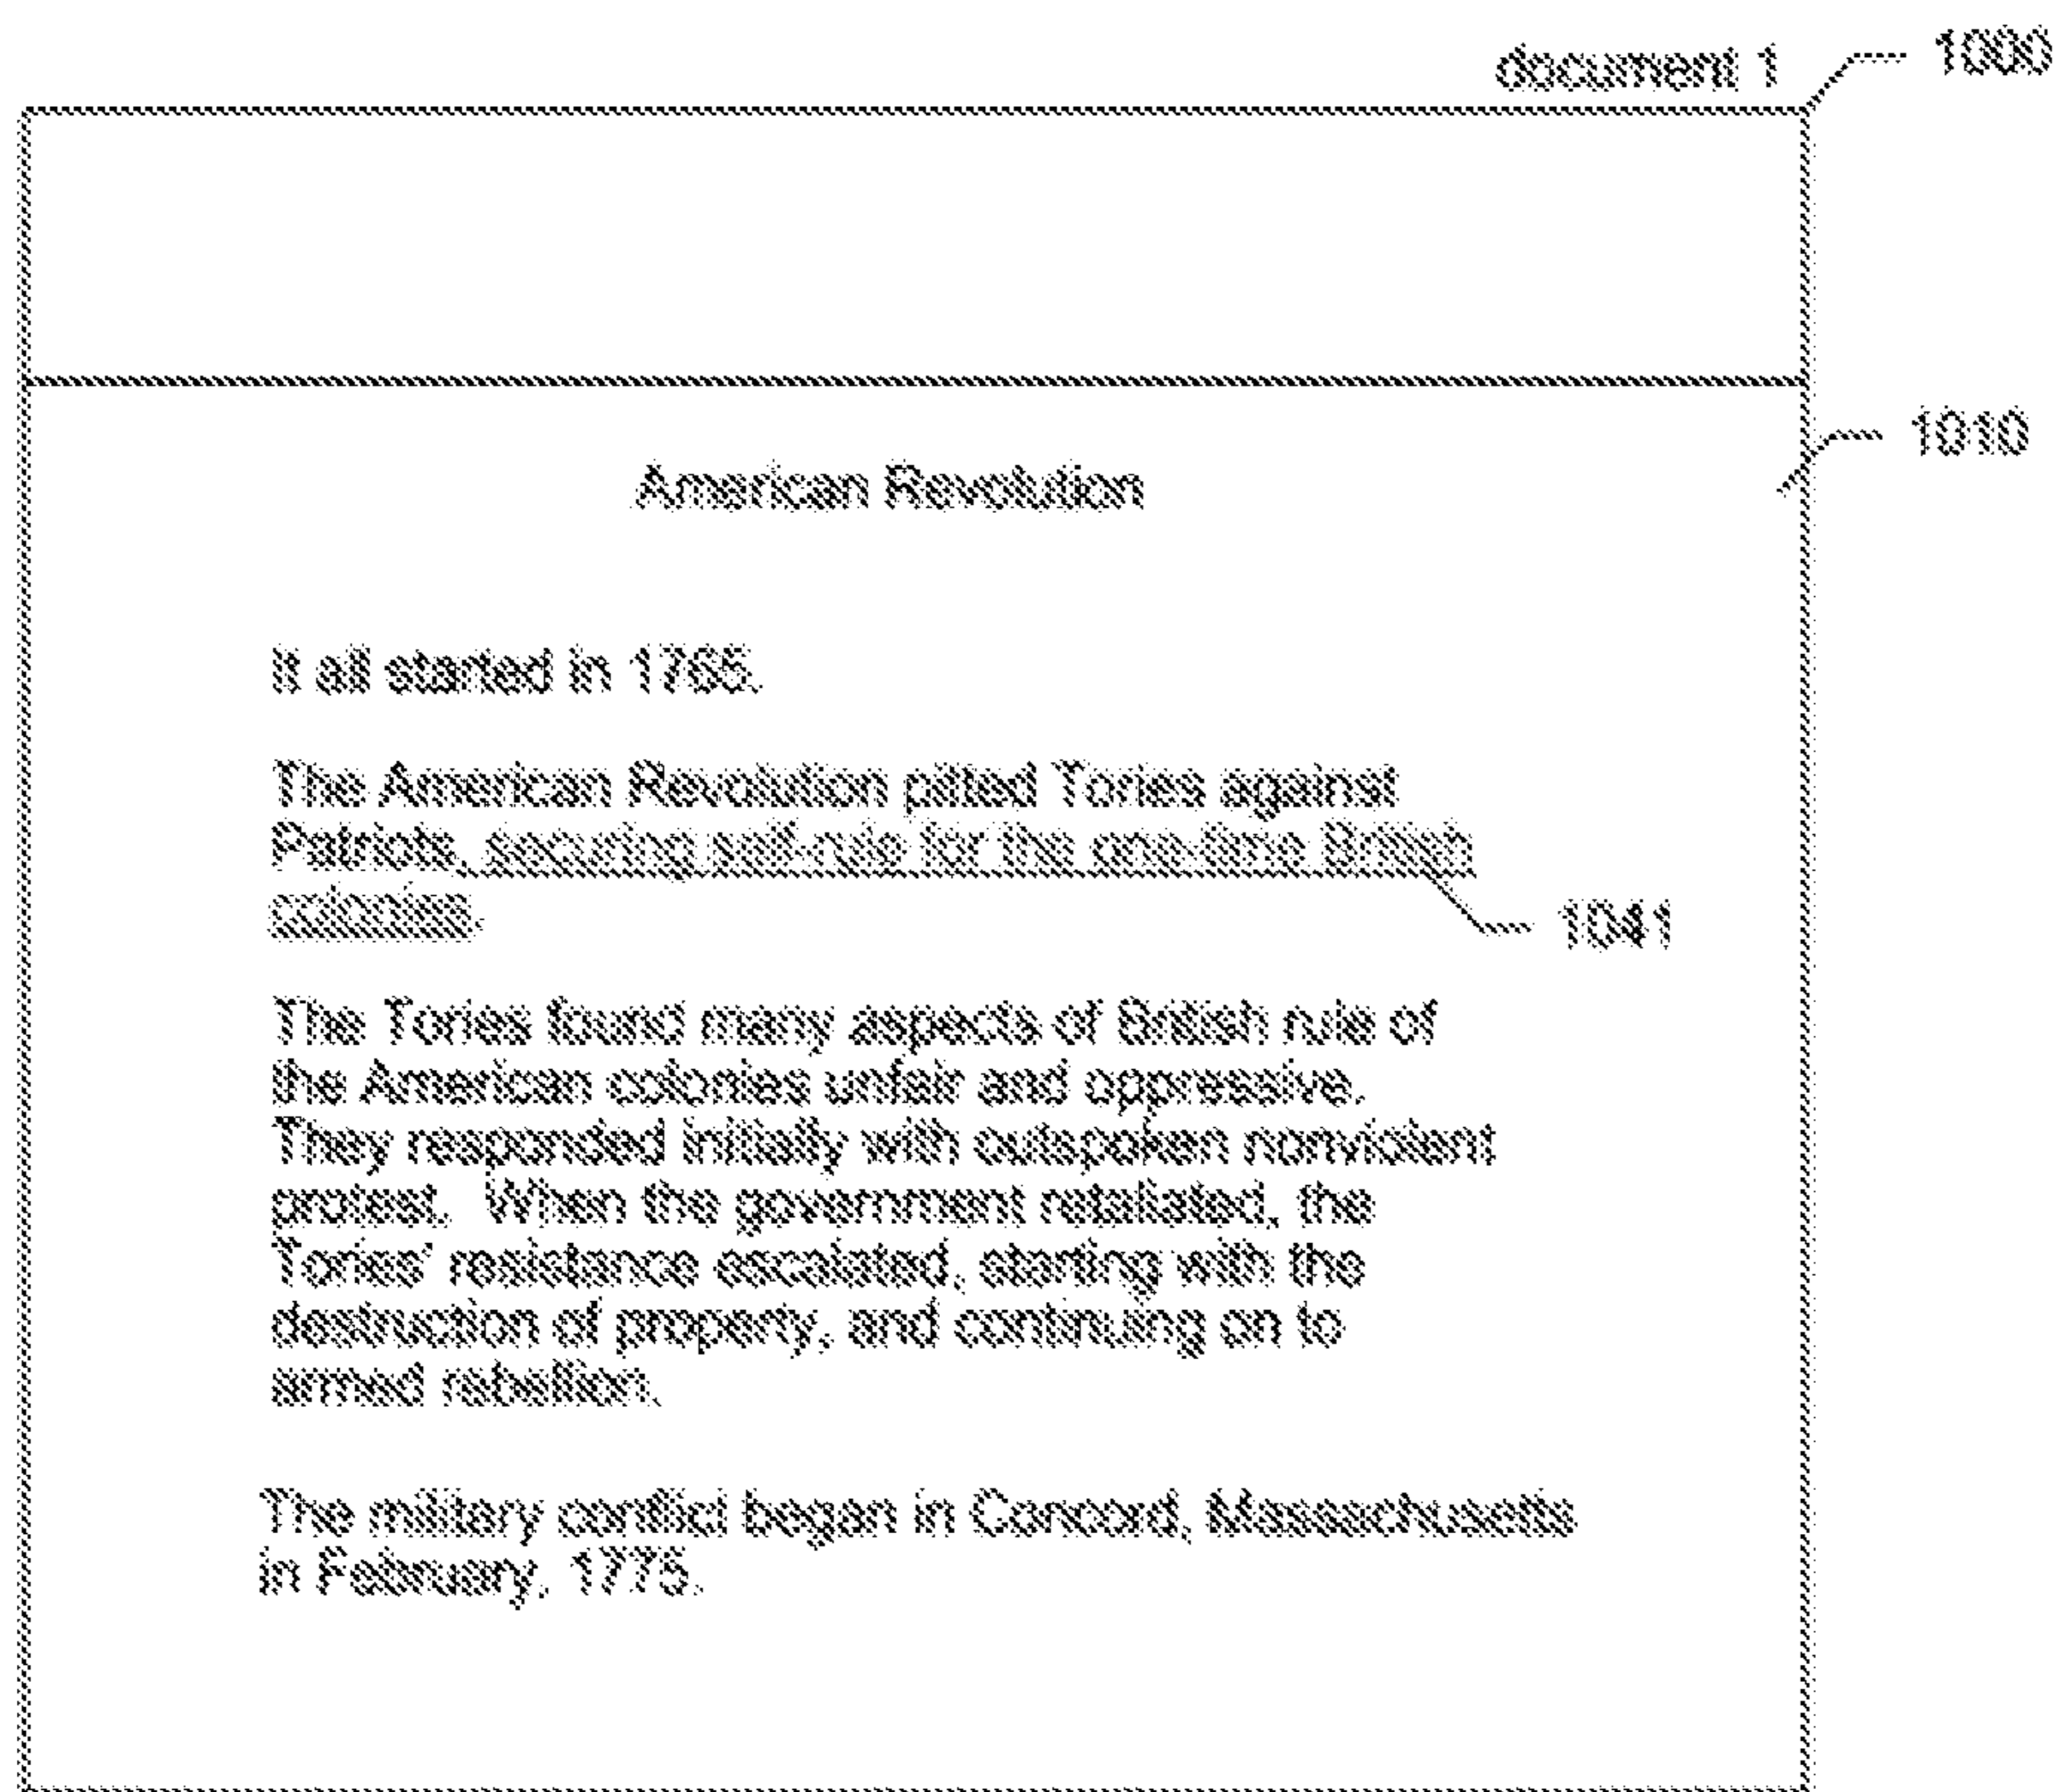 document 1
1000
1010
American Revolution
It all started in 1765.
The American Revolution pitted Tories against
Patriots, securing self-rule for the one-time British
colonies.
1041
The Tories found many aspects of British rule of
the American colonies unfair and oppressive.
They responded initially with outspoken nonviolent
protest.  When the government retaliated, the
Tories' resistance escalated, starting with the
destruction of property, and continuing on to
armed rebellion.
The military conflict began in Concord, Massachusetts
in February, 1775.